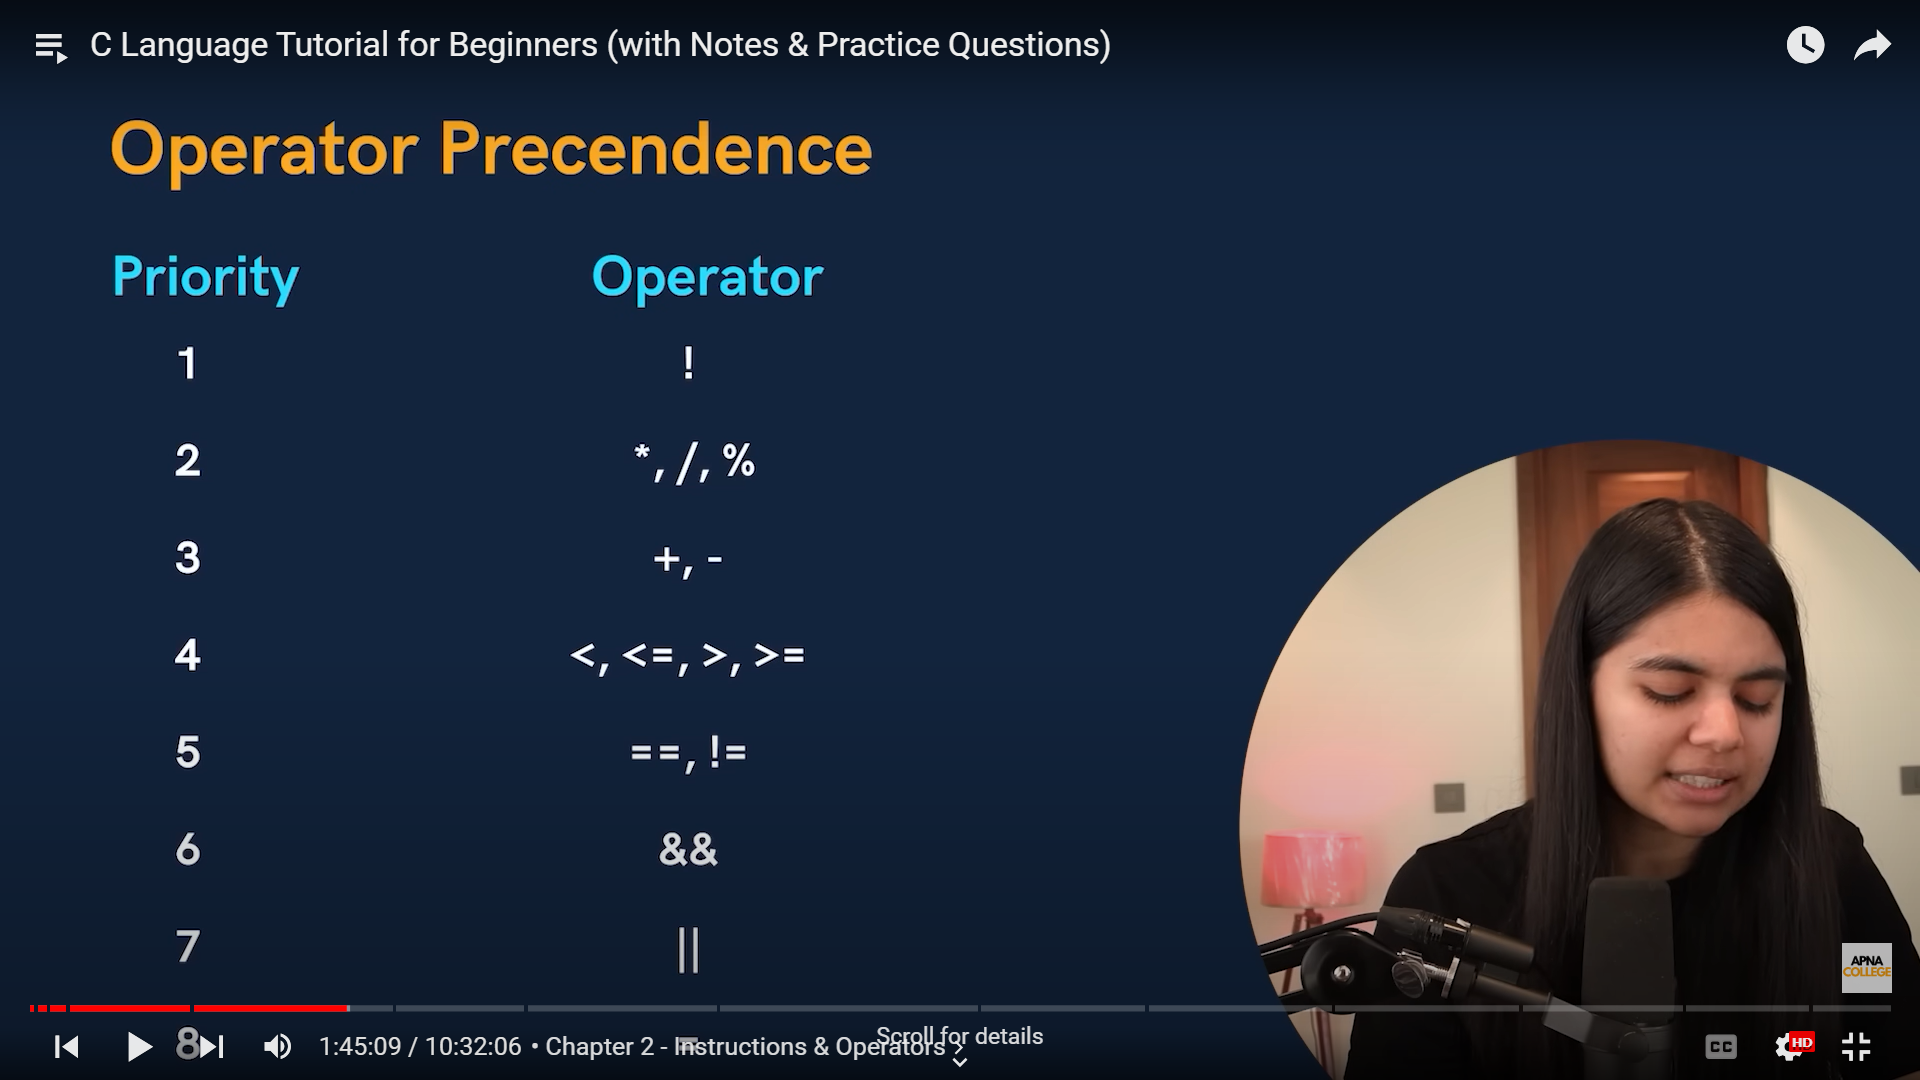 C Language Tutorial for Beginners (with Notes & Practice Questions)
Operator Precendence
Priority Operator
1 !
2 *, /, %
3 +, -
4 <, <=, >, >=
5 ==, !=
6 &&
7 ||
8 =
APNA
COLLEGE
Scroll for details
1:45:09 / 10:32:06 • Chapter 2 - Instructions & Operators
CC
HD